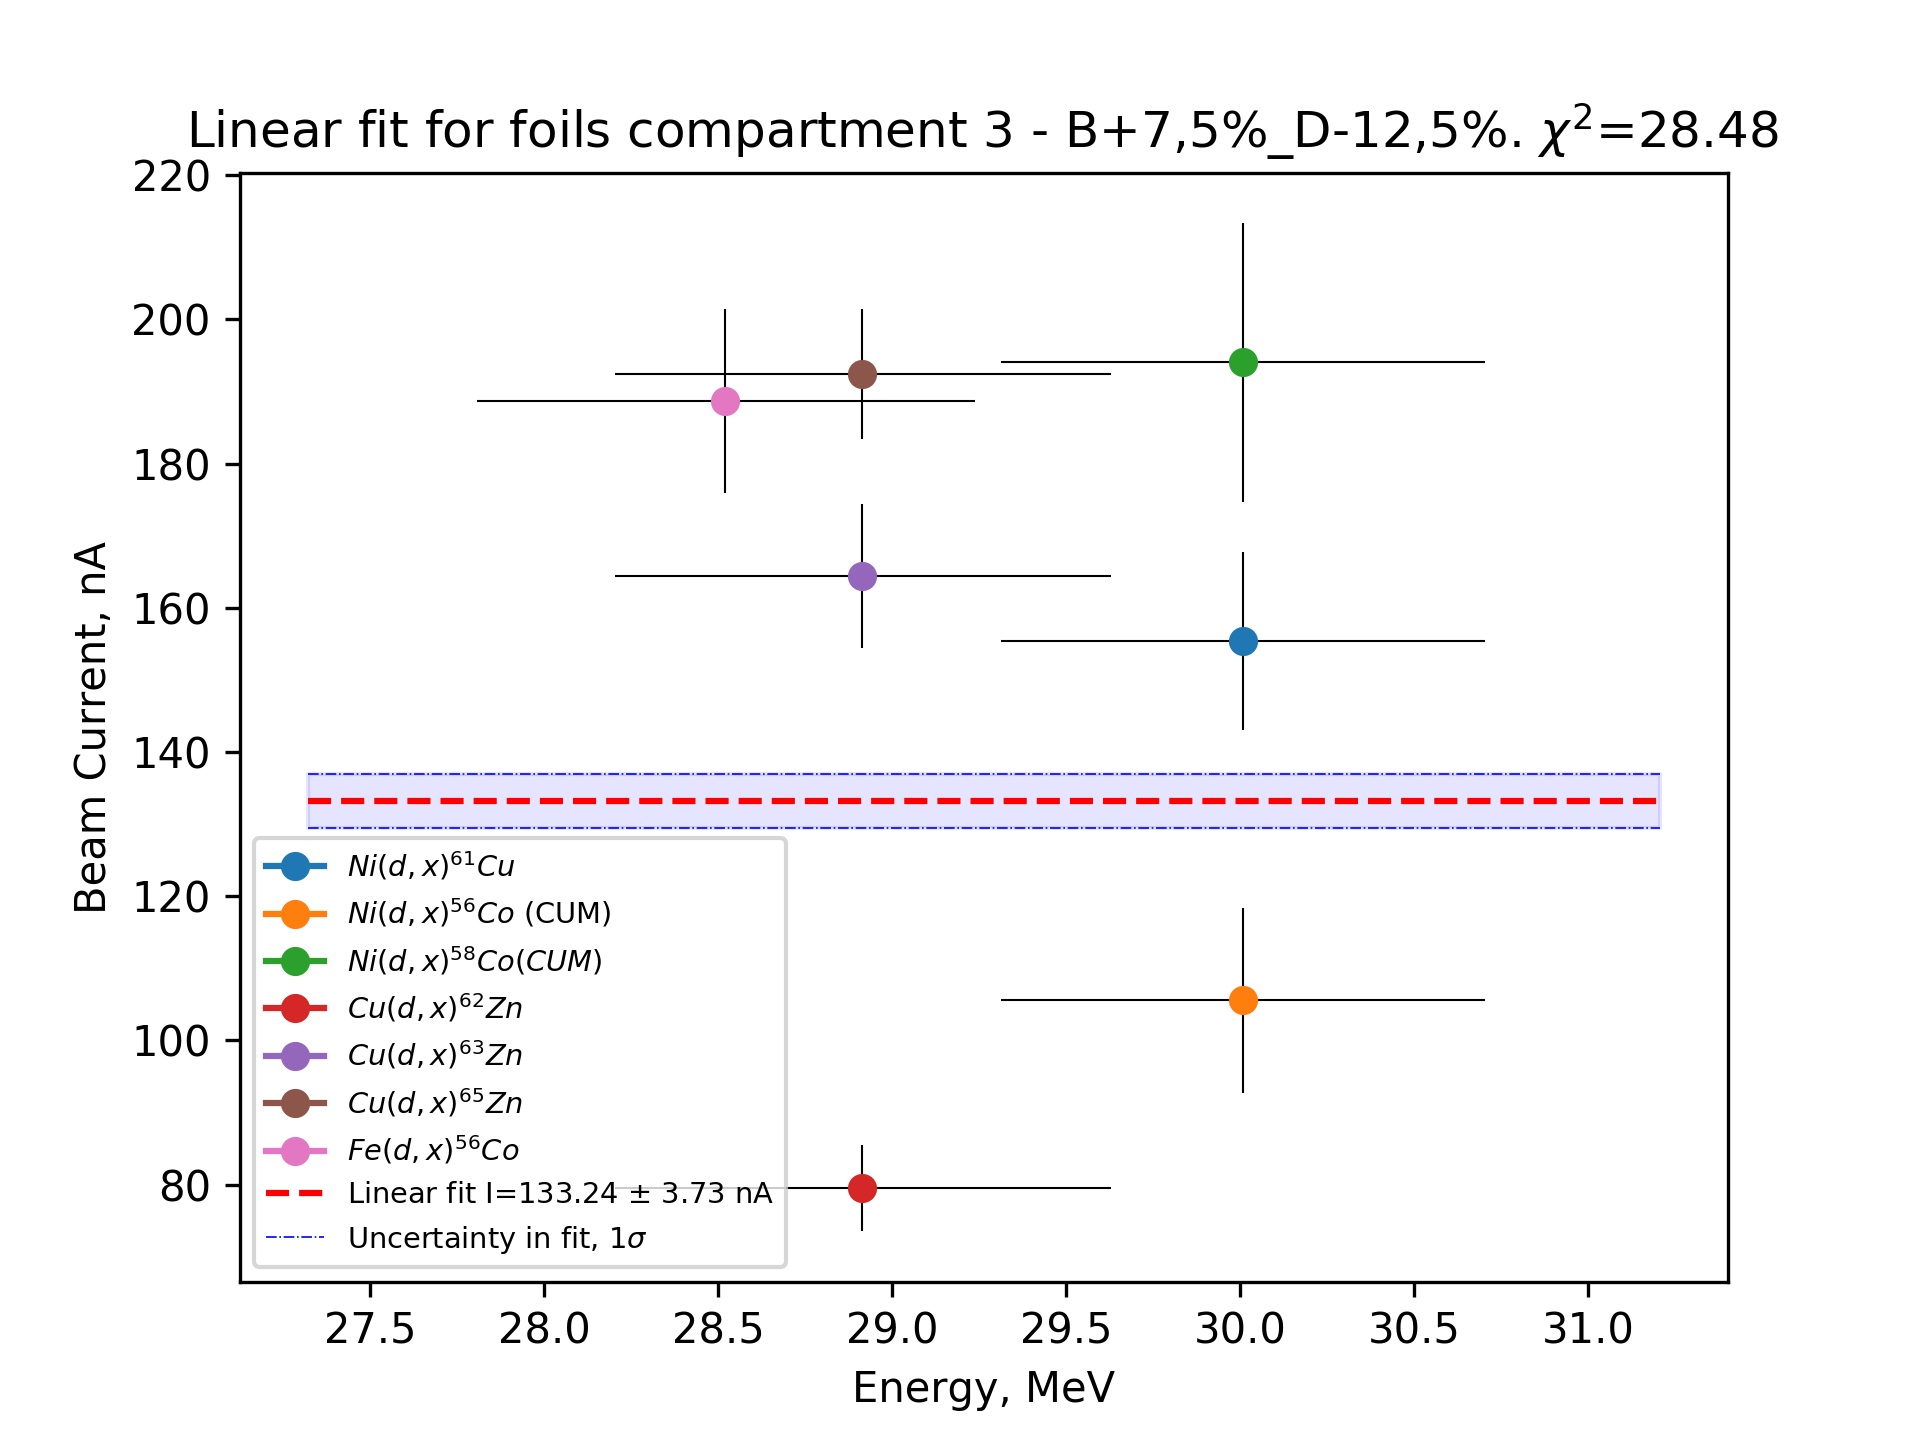 Linear fit for foils compartment 3 - B+7,5%_D-12,5%. χ²=28.48
220
200
180
160
140
120
100
80
Beam Current, nA
Ni(d, x)⁶¹Cu
Ni(d, x)⁵⁶Co (CUM)
Ni(d, x)⁵⁸Co(CUM)
Cu(d, x)⁶²Zn
Cu(d, x)⁶³Zn
Cu(d, x)⁶⁵Zn
Fe(d, x)⁵⁶Co
Linear fit I=133.24 ± 3.73 nA
Uncertainty in fit, 1σ
27.5 28.0 28.5 29.0 29.5 30.0 30.5 31.0
Energy, MeV